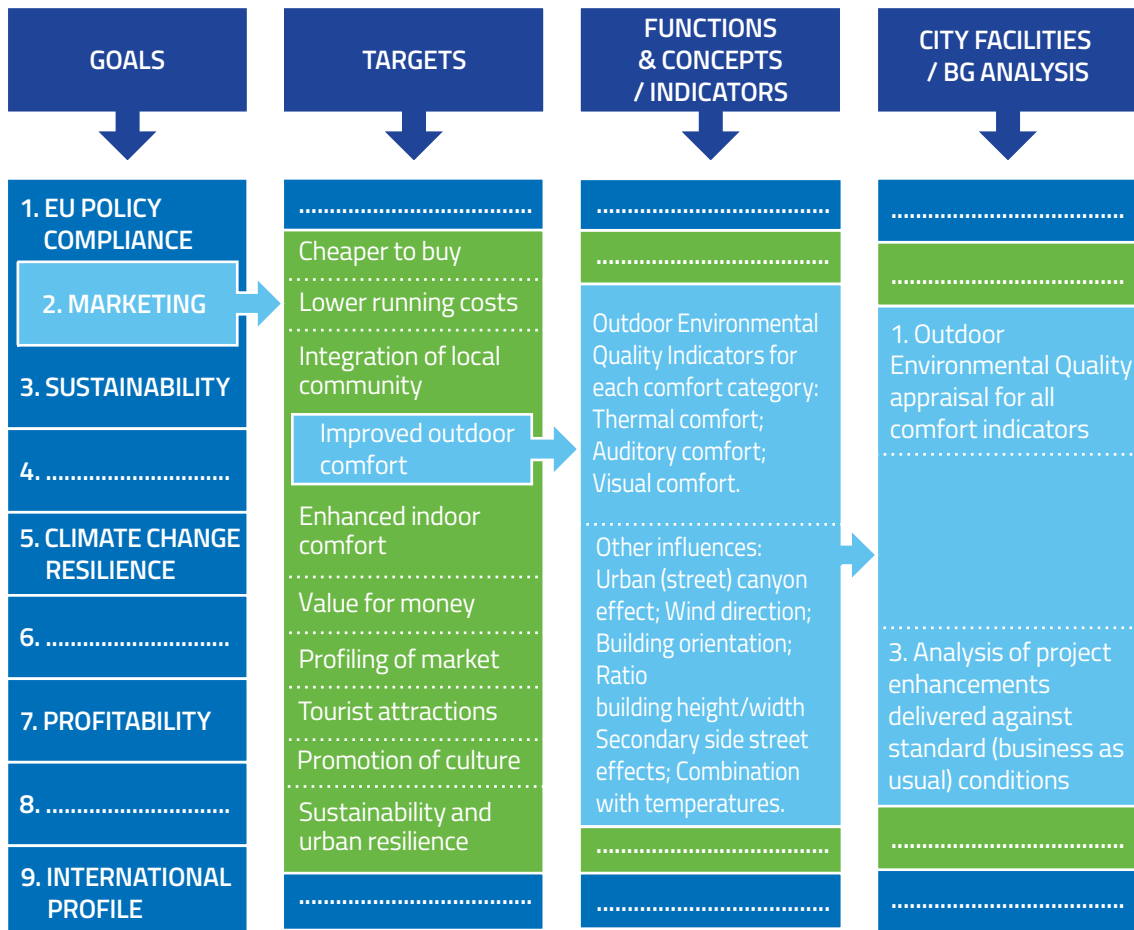 GOALS
TARGETS
FUNCTIONS
& CONCEPTS
/ INDICATORS
CITY FACILITIES
/ BG ANALYSIS
1. EU POLICY
COMPLIANCE
2. MARKETING
3. SUSTAINABILITY
4. ..................................
5. CLIMATE CHANGE
RESILIENCE
6. ..................................
7. PROFITABILITY
8. ..................................
9. INTERNATIONAL
PROFILE
......................................
Cheaper to buy
Lower running costs
Integration of local
community
Improved outdoor
comfort
Enhanced indoor
comfort
Value for money
Profiling of market
Tourist attractions
Promotion of culture
Sustainability and
urban resilience
......................................
......................................
......................................
Outdoor Environmental
Quality Indicators for
each comfort category:
Thermal comfort;
Auditory comfort;
Visual comfort.
Other influences:
Urban (street) canyon
effect; Wind direction;
Building orientation;
Ratio
building height/width
Secondary side street
effects; Combination
with temperatures.
......................................
......................................
......................................
......................................
1. Outdoor
Environmental Quality
appraisal for all
comfort indicators
3. Analysis of project
enhancements
delivered against
standard (business as
usual) conditions
......................................
......................................